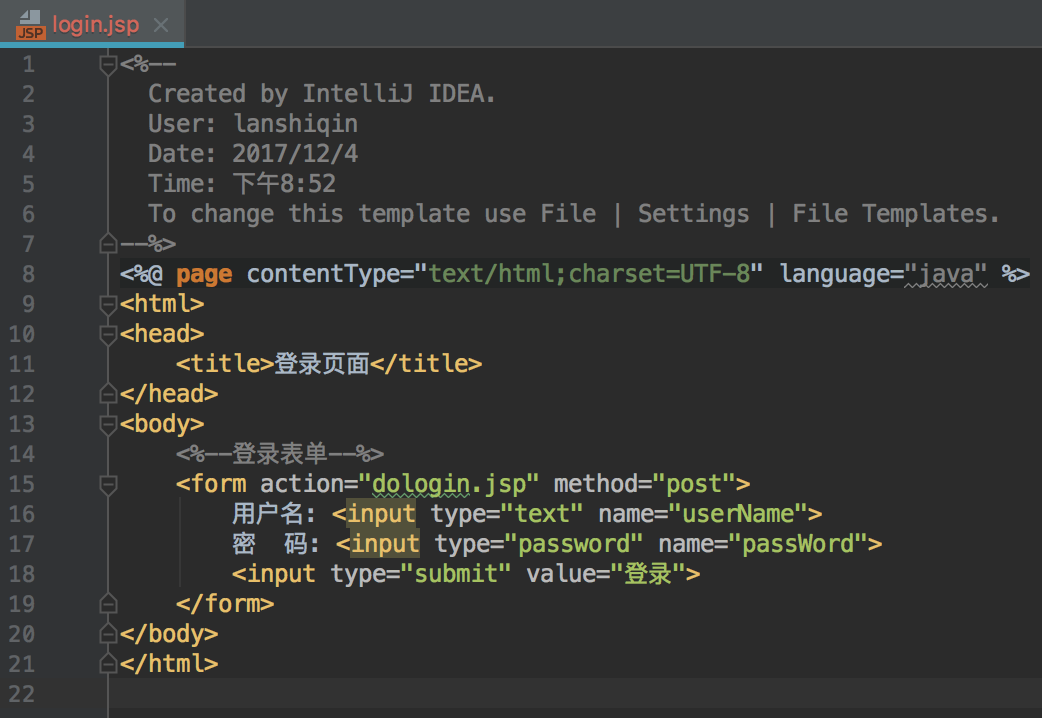 JSP login.jsp
1 <%--
2   Created by IntelliJ IDEA.
3   User: lanshiqin
4   Date: 2017/12/4
5   Time: 下午8:52
6   To change this template use File | Settings | File Templates.
7 --%>
8 <%@ page contentType="text/html;charset=UTF-8" language="java" %>
9 <html>
10 <head>
11     <title>登录页面</title>
12 </head>
13 <body>
14     <%--登录表单--%>
15     <form action="dologin.jsp" method="post">
16         用户名: <input type="text" name="userName">
17         密  码: <input type="password" name="passWord">
18         <input type="submit" value="登录">
19     </form>
20 </body>
21 </html>
22